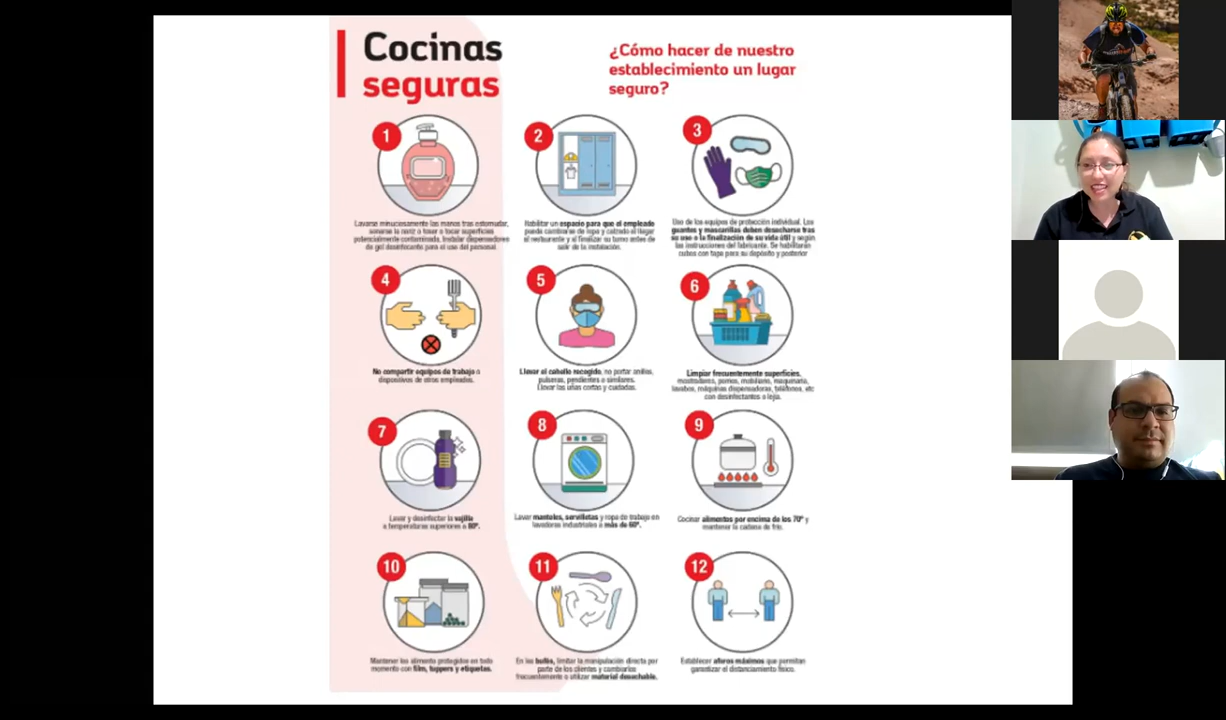 Cocinas
seguras
¿Cómo hacer de nuestro
establecimiento un lugar
seguro?
1
Lavarse minuciosamente las manos tras estornudar,
sonarse la nariz o toser o tocar superficies
potencialmente contaminada. Instalar dispensadores
de gel desinfectante para el uso del personal.
2
Habilitar un espacio para que el empleado
pueda cambiarse de ropa y calzado al llegar
al restaurante y al finalizar su turno antes de
salir de la instalación.
3
Uso de los equipos de protección individual. Los
guantes y mascarillas deben desecharse tras
su uso o la finalización de su vida útil y según
las instrucciones del fabricante. Se habilitarán
cubos con tapa para su depósito y posterior
4
No compartir equipos de trabajo o
dispositivos de otros empleados.
5
Llevar el cabello recogido, no portar anillos,
pulseras, pendientes o similares.
Llevar las uñas cortas y cuidadas.
6
Limpiar frecuentemente superficies,
mostradores, pomos, mobiliario, maquinaria,
lavabos, máquinas dispensadoras, teléfonos, etc
con desinfectantes o lejía.
7
Lavar y desinfectar la vajilla
a temperaturas superiores a 80º.
8
Lavar manteles, servilletas y ropa de trabajo en
lavadoras industriales a más de 60º.
9
Cocinar alimentos por encima de los 70º y
mantener la cadena de frío.
10
Mantener los alimento protegidos en todo
momento con film, tuppers y etiquetas.
11
En los bufés, limitar la manipulación directa por
parte de los clientes y cambiarlos
frecuentemente o utilizar material desechable.
12
Establecer aforos máximos que permitan
garantizar el distanciamiento físico.